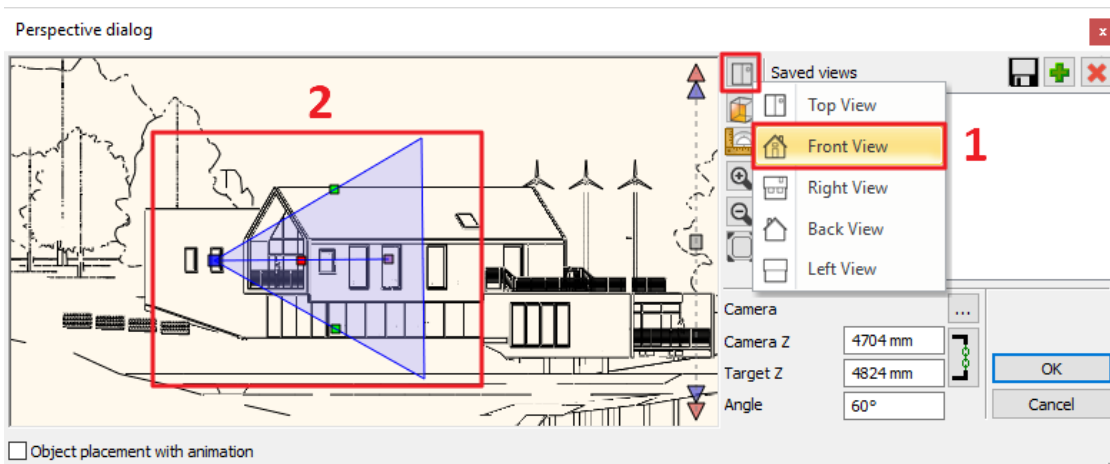 Perspective dialog
x
2
Saved views
Top View
Front View
1
Right View
Back View
Left View
Camera
...
Camera Z
4704 mm
Target Z
4824 mm
Angle
60°
OK
Cancel
Object placement with animation